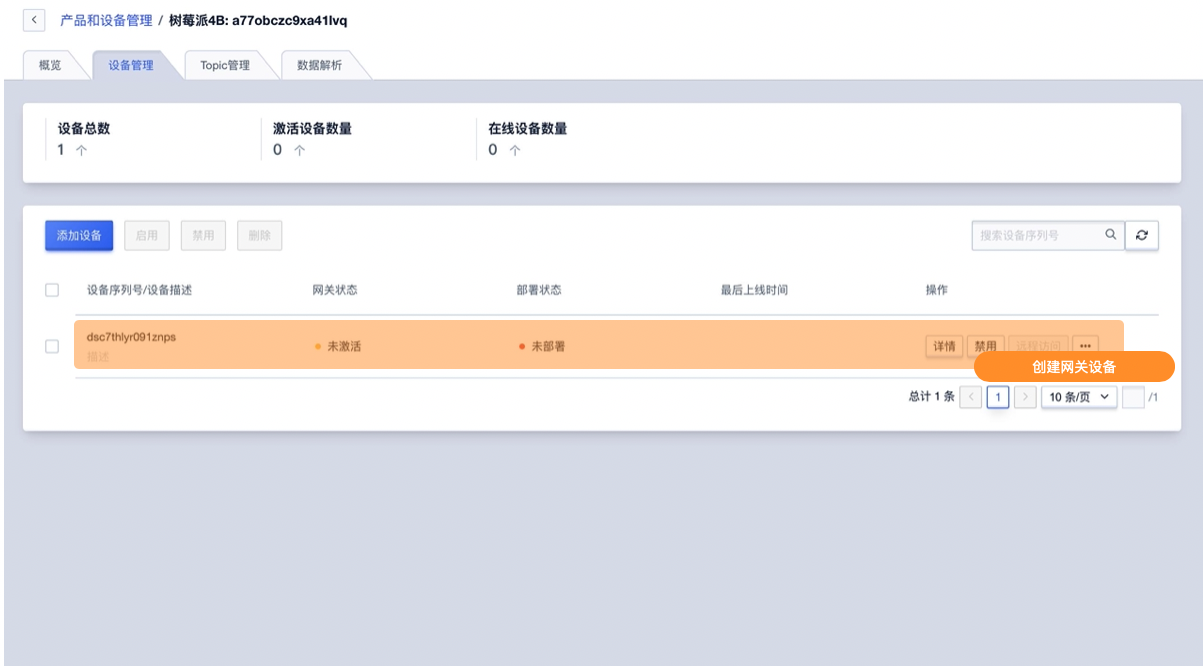 产品和设备管理 / 树莓派4B: a77obczc9xa41lvq
概览 设备管理 Topic管理 数据解析
设备总数 激活设备数量 在线设备数量
1 个 0 个 0 个
添加设备 启用 禁用 删除 搜索设备序列号
设备序列号/设备描述 网关状态 部署状态 最后上线时间 操作
dsc7thlyr091znps 未激活 未部署 详情 禁用 远程访问 •••
描述
创建网关设备
总计 1 条 < 1 > 10 条/页 /1